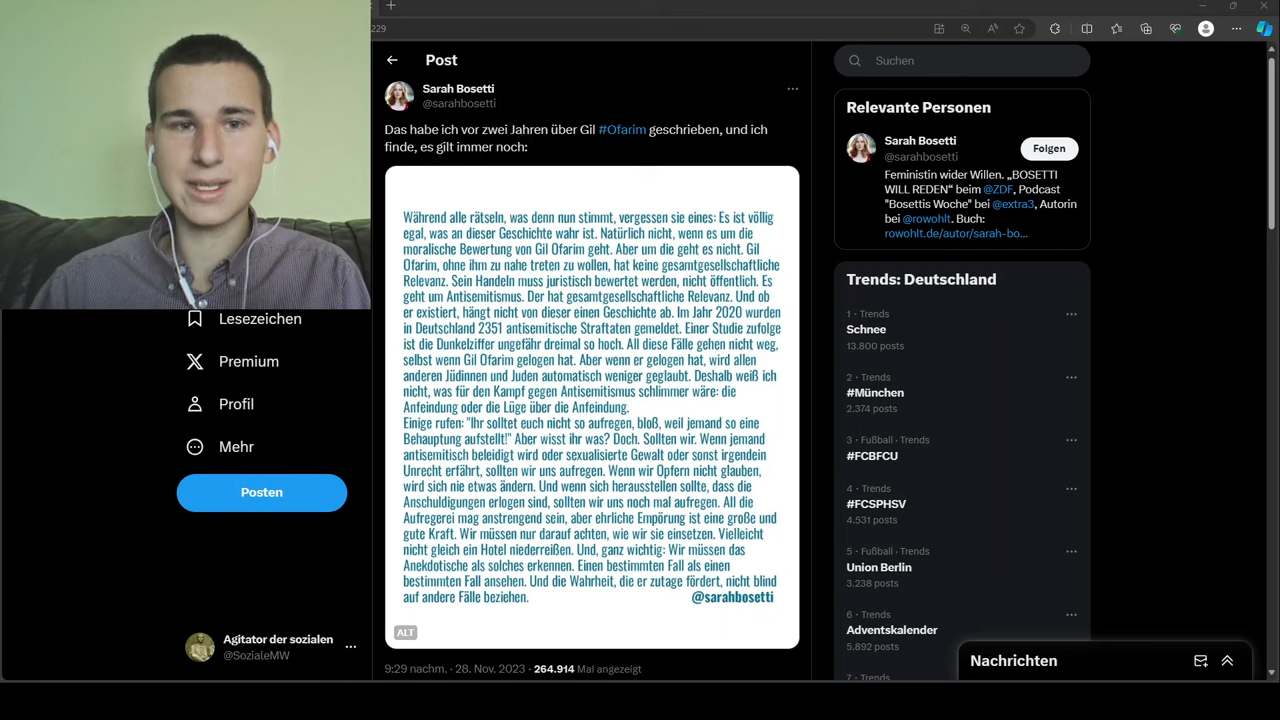 229
Post
Sarah Bosetti
@sarahbosetti
Das habe ich vor zwei Jahren über Gil #Ofarim geschrieben, und ich
finde, es gilt immer noch:
Während alle rätseln, was denn nun stimmt, vergessen sie eines: Es ist völlig
egal, was an dieser Geschichte wahr ist. Natürlich nicht, wenn es um die
moralische Bewertung von Gil Ofarim geht. Aber um die geht es nicht. Gil
Ofarim, ohne ihm zu nahe treten zu wollen, hat keine gesamtgesellschaftliche
Relevanz. Sein Handeln muss juristisch bewertet werden, nicht öffentlich. Es
geht um Antisemitismus. Der hat gesamtgesellschaftliche Relevanz. Und ob
er existiert, hängt nicht von dieser einen Geschichte ab. Im Jahr 2020 wurden
in Deutschland 2351 antisemitische Straftaten gemeldet. Einer Studie zufolge
ist die Dunkelziffer ungefähr dreimal so hoch. All diese Fälle gehen nicht weg,
selbst wenn Gil Ofarim gelogen hat. Aber wenn er gelogen hat, wird allen
anderen Jüdinnen und Juden automatisch weniger geglaubt. Deshalb weiß ich
nicht, was für den Kampf gegen Antisemitismus schlimmer wäre: die
Anfeindung oder die Lüge über die Anfeindung.
Einige rufen: "Ihr solltet euch nicht so aufregen, bloß, weil jemand so eine
Behauptung aufstellt!" Aber wisst ihr was? Doch. Sollten wir. Wenn jemand
antisemitisch beleidigt wird oder sexualisierte Gewalt oder sonst irgendein
Unrecht erfährt, sollten wir uns aufregen. Wenn wir Opfern nicht glauben,
wird sich nie etwas ändern. Und wenn sich herausstellen sollte, dass die
Anschuldigungen erlogen sind, sollten wir uns noch mal aufregen. All die
Aufregerei mag anstrengend sein, aber ehrliche Empörung ist eine große und
gute Kraft. Wir müssen nur darauf achten, wie wir sie einsetzen. Vielleicht
nicht gleich ein Hotel niederreißen. Und, ganz wichtig: Wir müssen das
Anekdotische als solches erkennen. Einen bestimmten Fall als einen
bestimmten Fall ansehen. Und die Wahrheit, die er zutage fördert, nicht blind
auf andere Fälle beziehen. @sarahbosetti
ALT
9:29 nachm. · 28. Nov. 2023 · 264.914 Mal angezeigt
Lesezeichen
Premium
Profil
Mehr
Posten
Agitator der sozialen
@SozialeMW
Suchen
Relevante Personen
Sarah Bosetti
@sarahbosetti
Folgen
Feministin wider Willen. „BOSETTI
WILL REDEN“ beim @ZDF, Podcast
"Bosettis Woche" bei @extra3, Autorin
bei @rowohlt. Buch:
rowohlt.de/autor/sarah-bo...
Trends: Deutschland
1 · Trends
Schnee
13.800 posts
2 · Trends
#München
2.374 posts
3 · Fußball · Trends
#FCBFCU
4 · Trends
#FCSPHSV
4.531 posts
5 · Fußball · Trends
Union Berlin
3.238 posts
6 · Trends
Adventskalender
5.892 posts
7 · Trends
Nachrichten